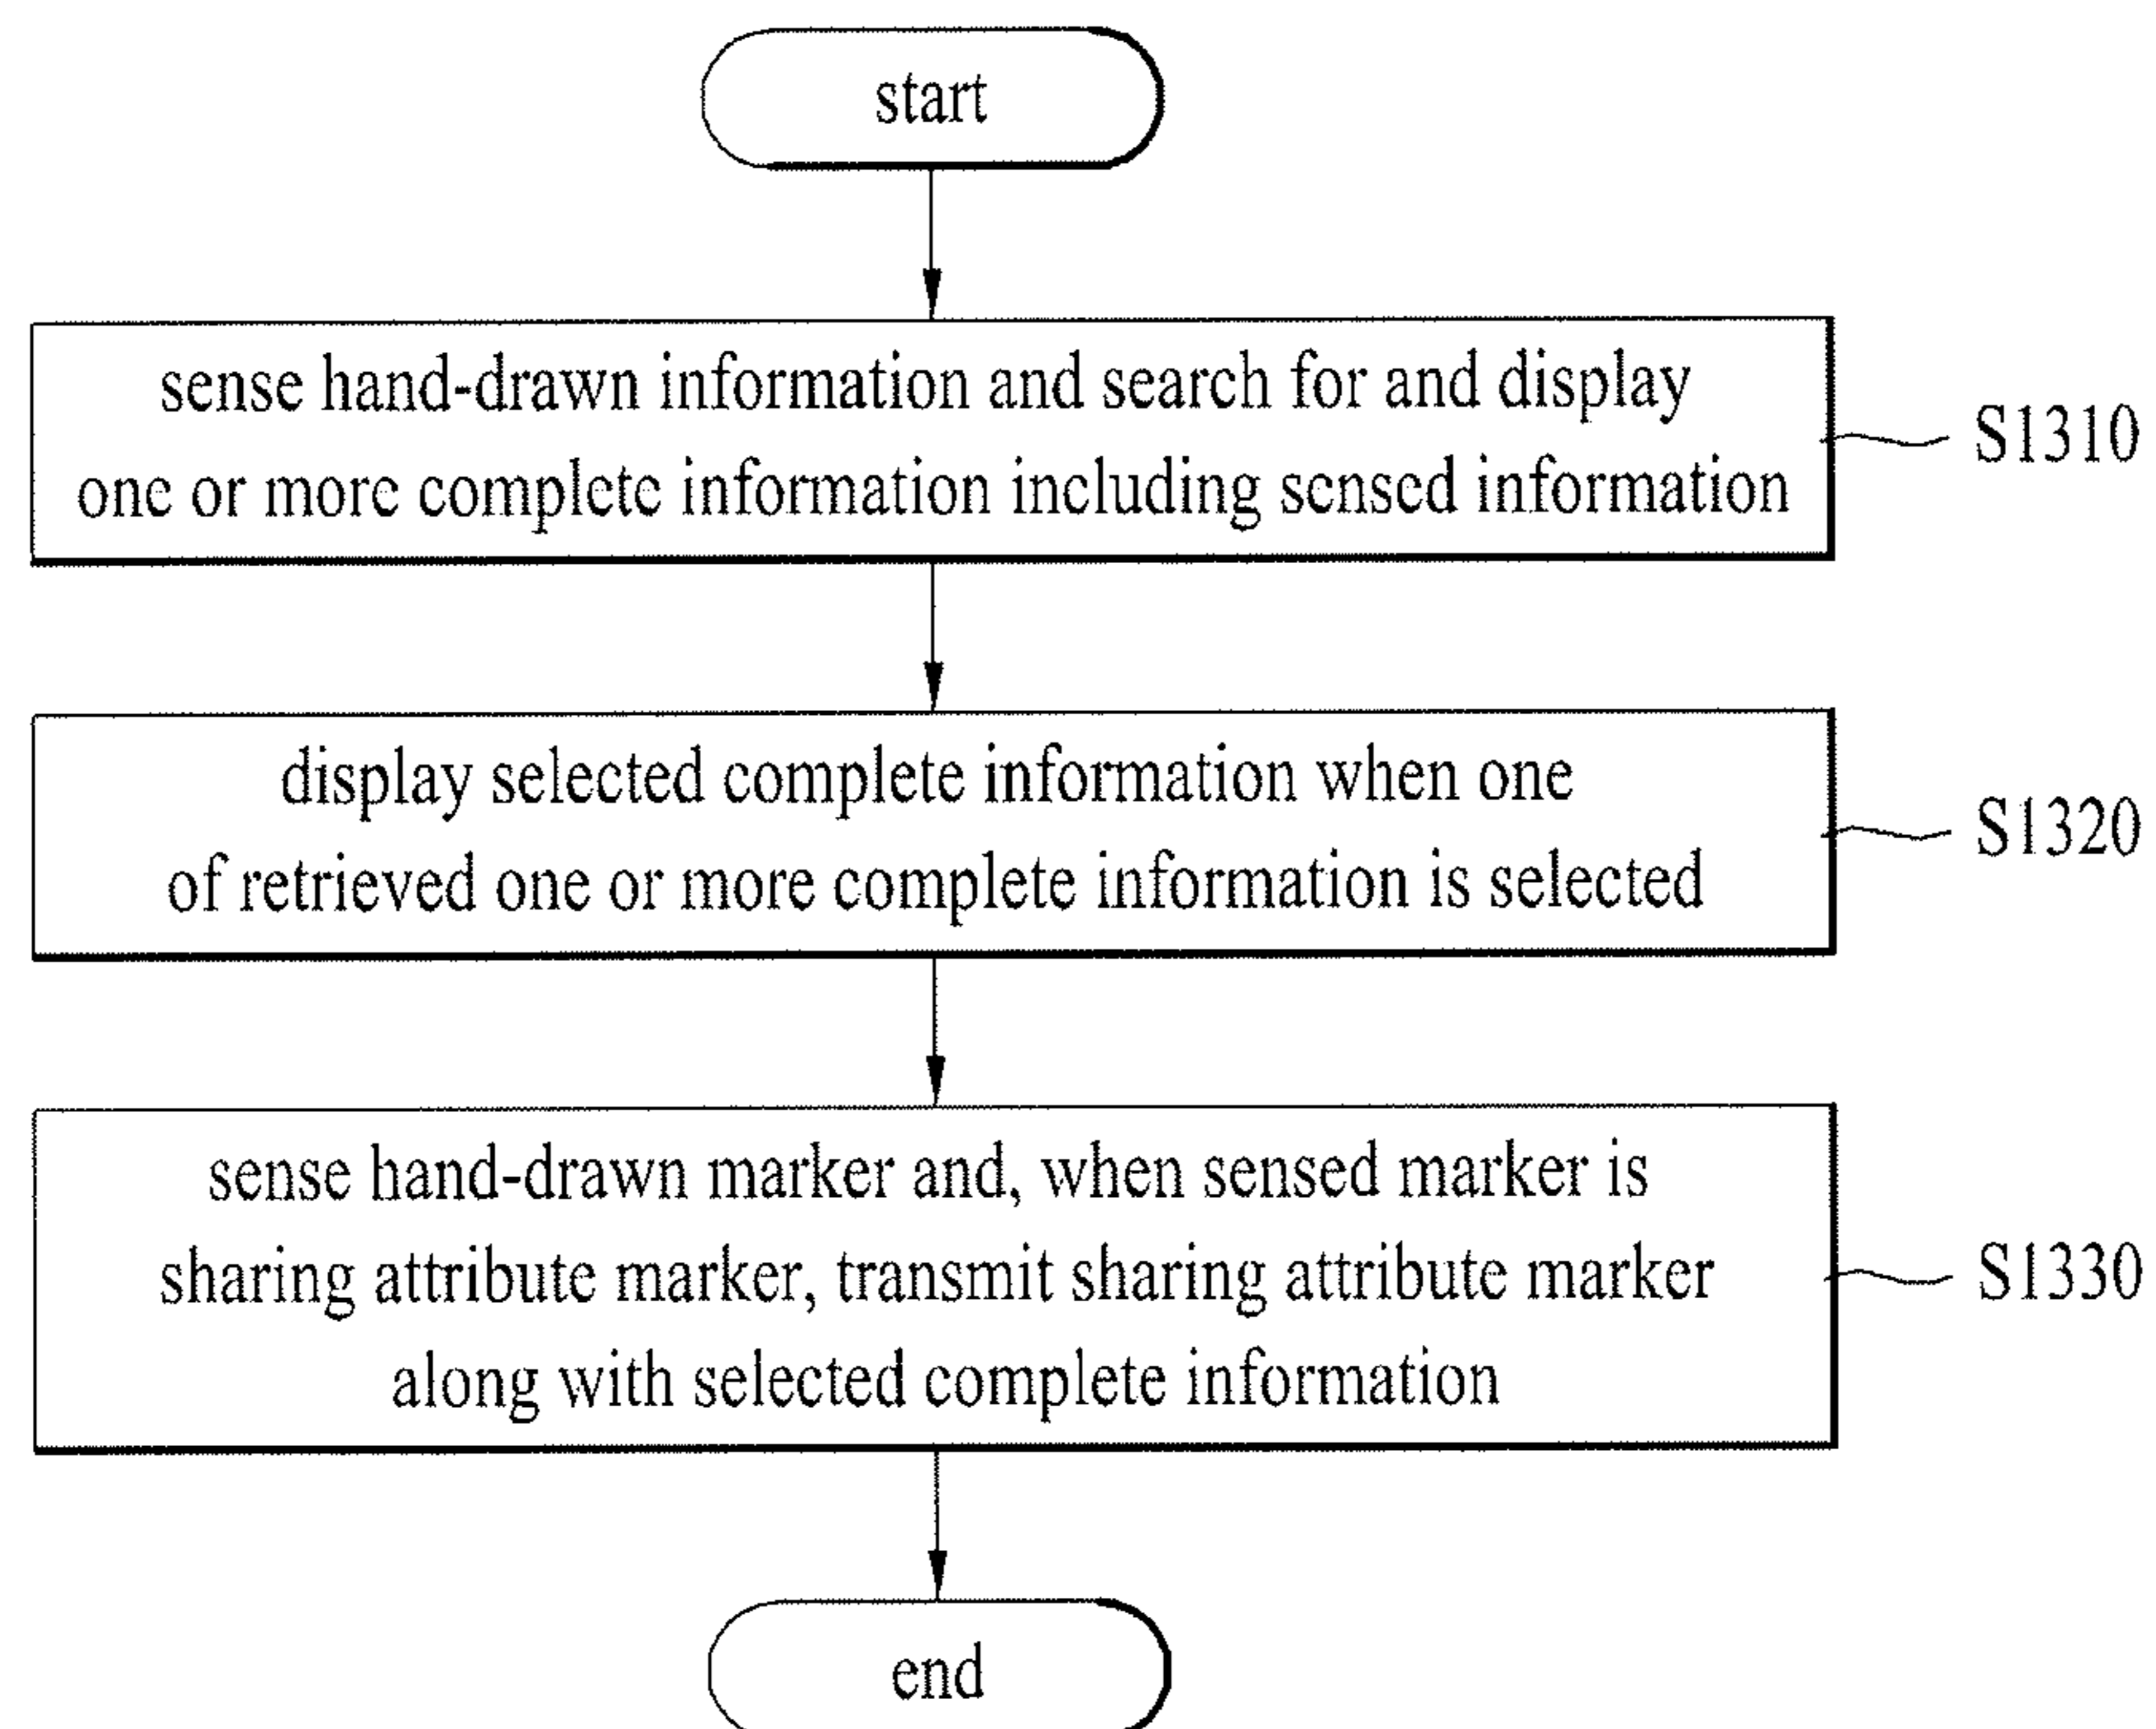 start
sense hand-drawn information and search for and display
one or more complete information including sensed information
S1310
display selected complete information when one
of retrieved one or more complete information is selected
S1320
sense hand-drawn marker and, when sensed marker is
sharing attribute marker, transmit sharing attribute marker
along with selected complete information
S1330
end